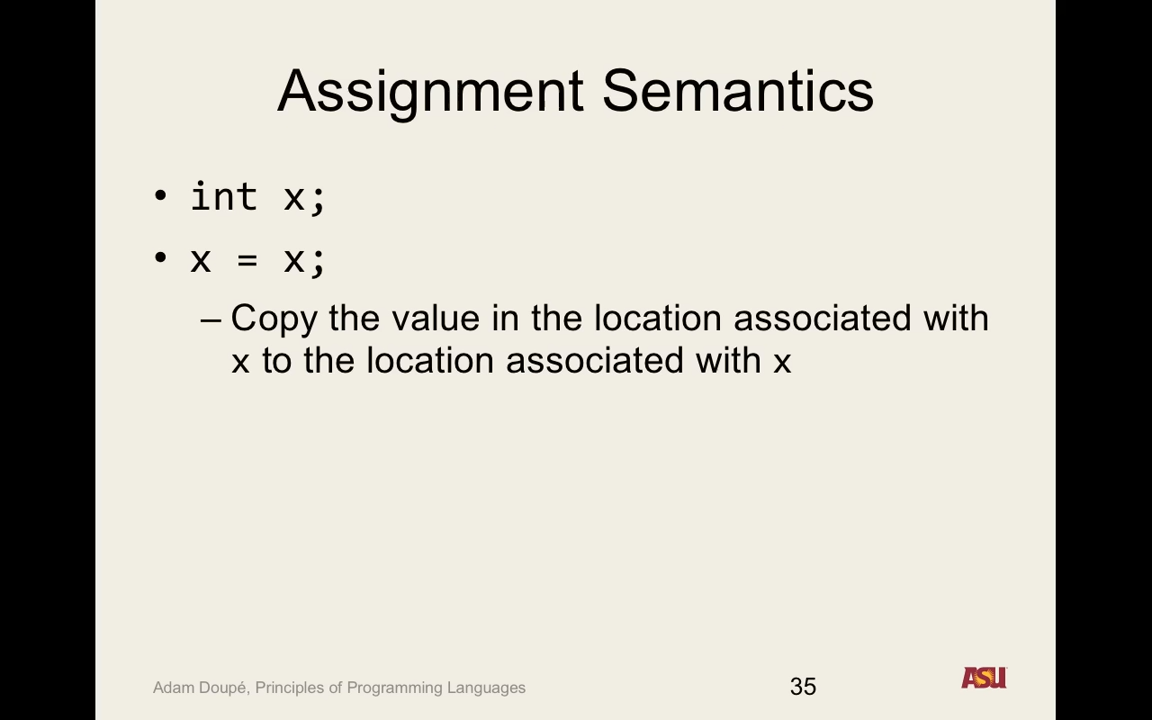 Assignment Semantics
• int x;
• x = x;
– Copy the value in the location associated with
x to the location associated with x
Adam Doupé, Principles of Programming Languages
35
ASU